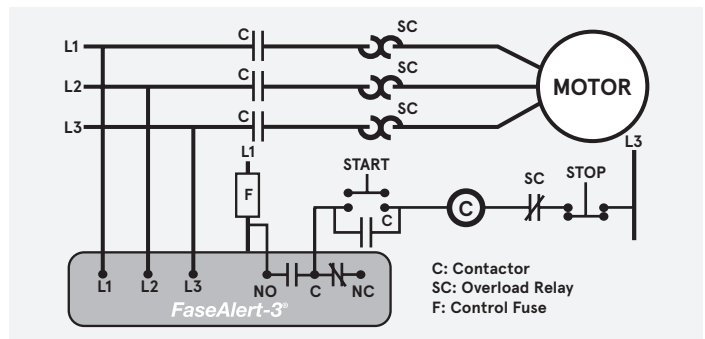 SC
L1 C
SC
L2 C MOTOR
SC
L3 C
L1 L3
START
SC STOP
F
C
C
L1 L2 L3 NO C NC
FaseAlert-3®
C: Contactor
SC: Overload Relay
F: Control Fuse